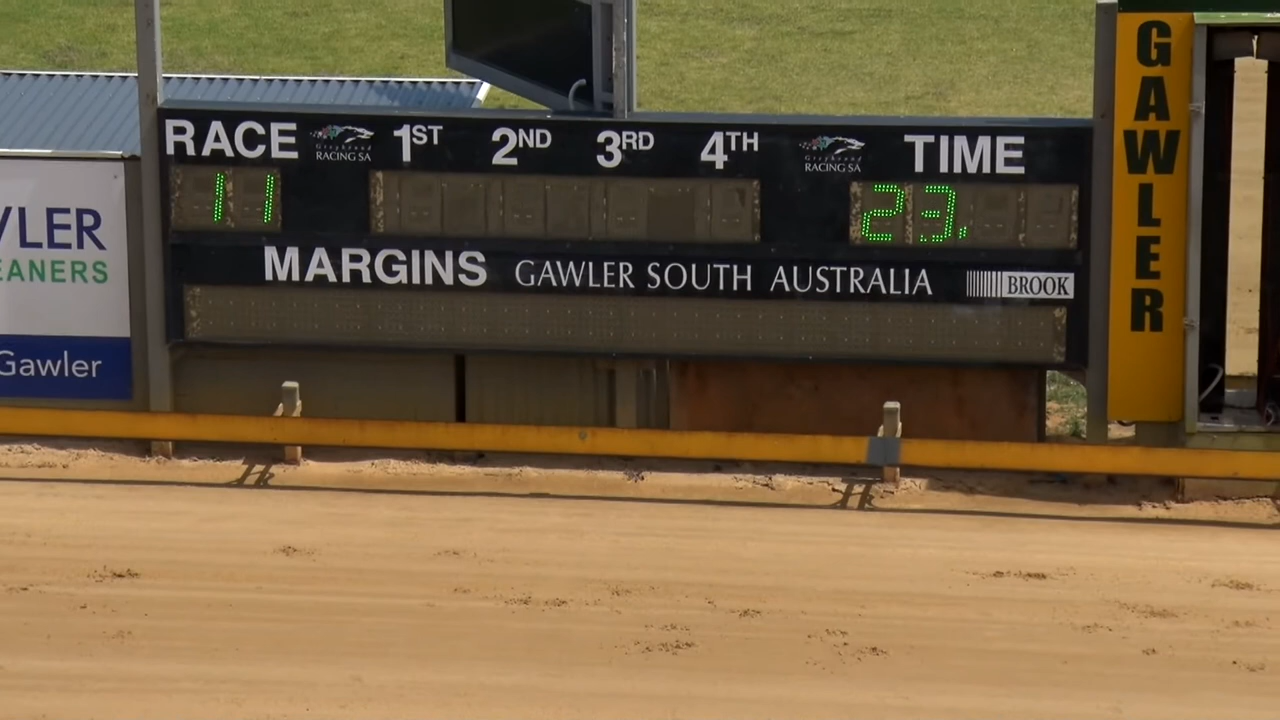 RACE 1ST 2ND 3RD 4TH TIME
Greyhound RACING SA
Greyhound RACING SA
11 23.
MARGINS GAWLER SOUTH AUSTRALIA BROOK
GAWLER
WLER
EANERS
Gawler